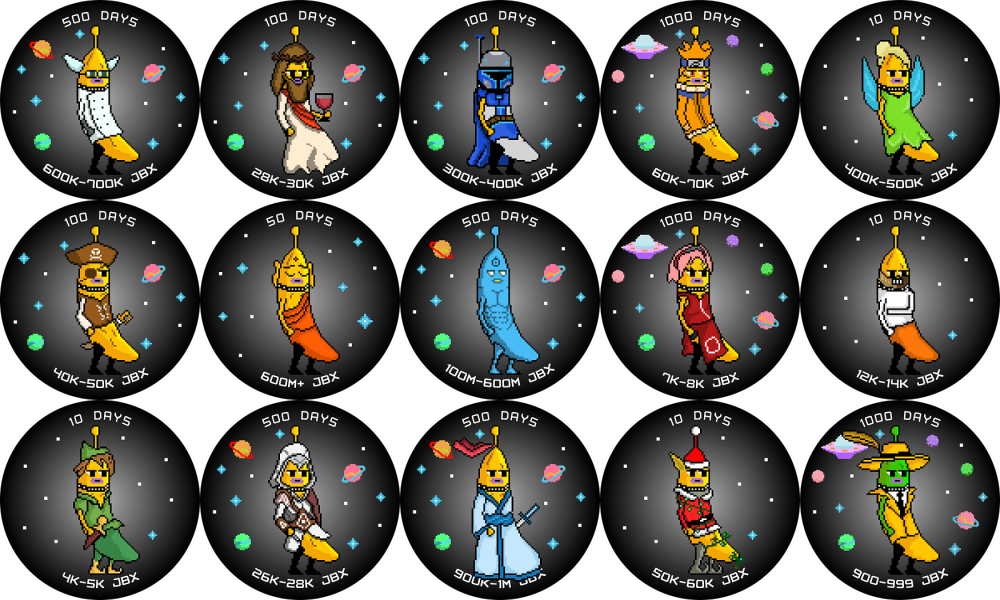 500 DAYS
600K-700K JBX
100 DAYS
28K-30K JBX
100 DAYS
300K-400K JBX
1000 DAYS
60K-70K JBX
10 DAYS
400K-500K JBX
100 DAYS
40K-50K JBX
50 DAYS
600M+ JBX
500 DAYS
100M-600M JBX
1000 DAYS
7K-8K JBX
10 DAYS
12K-14K JBX
10 DAYS
4K-5K JBX
500 DAYS
26K-28K JBX
500 DAYS
900K-1M JBX
10 DAYS
50K-60K JBX
1000 DAYS
900-999 JBX